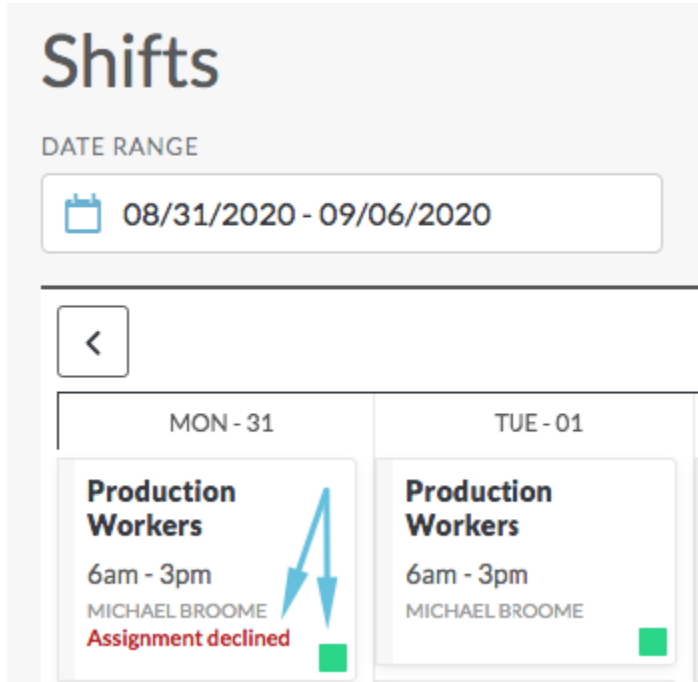 Shifts
DATE RANGE
08/31/2020 - 09/06/2020
MON - 31
TUE - 01
Production
Workers
6am - 3pm
MICHAEL BROOME
Assignment declined
Production
Workers
6am - 3pm
MICHAEL BROOME